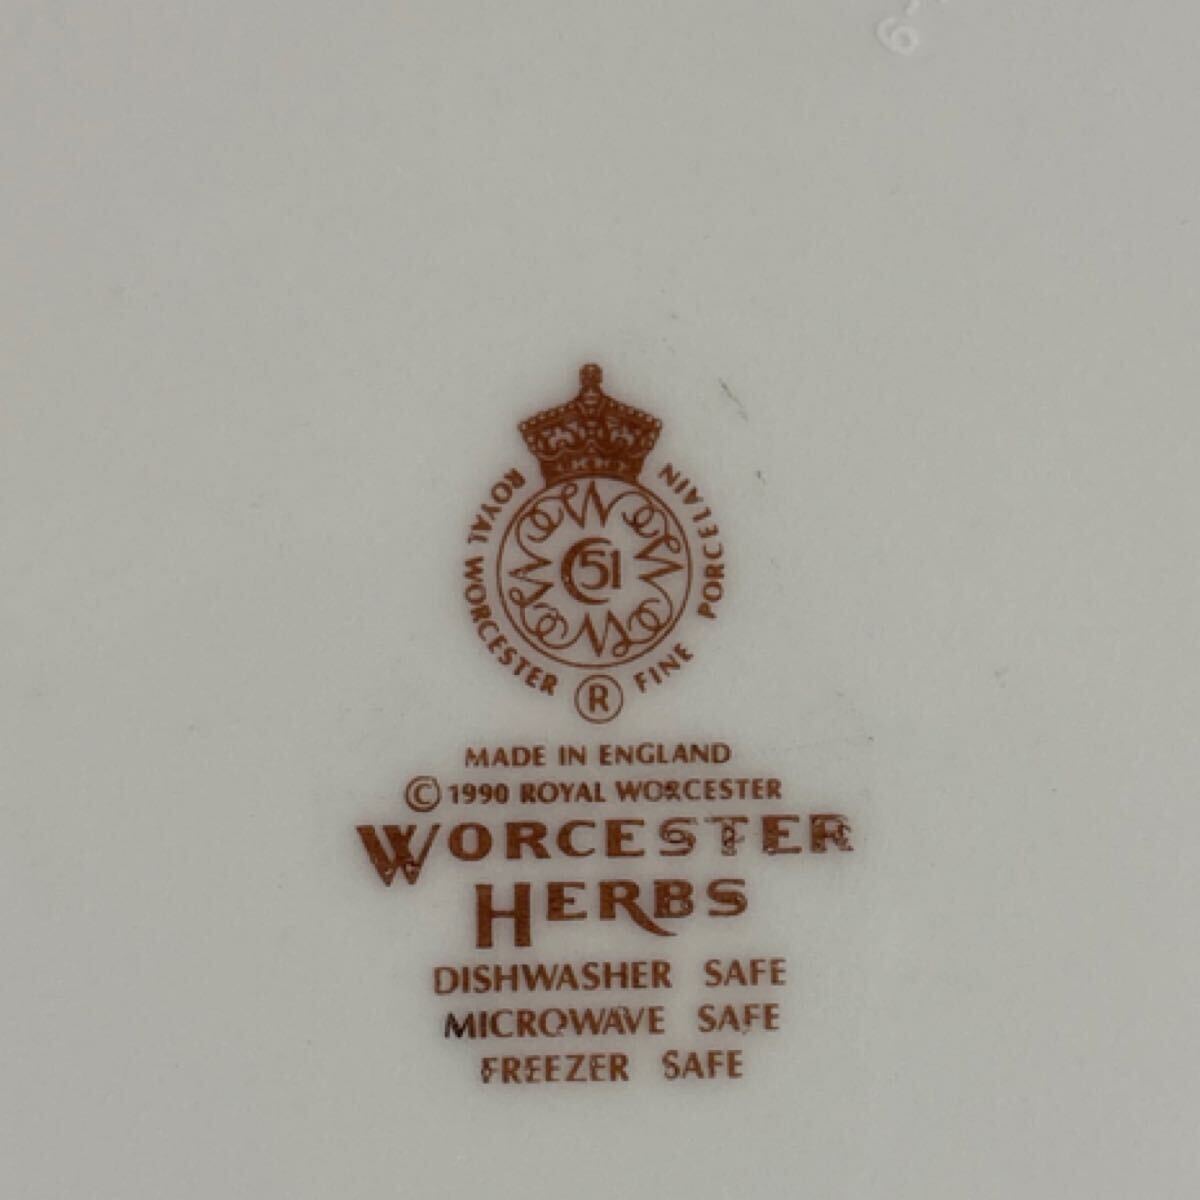 6
ROYAL WORCESTER FINE PORCELAIN
51
R
MADE IN ENGLAND
© 1990 ROYAL WORCESTER
WORCESTER
HERBS
DISHWASHER SAFE
MICROWAVE SAFE
FREEZER SAFE